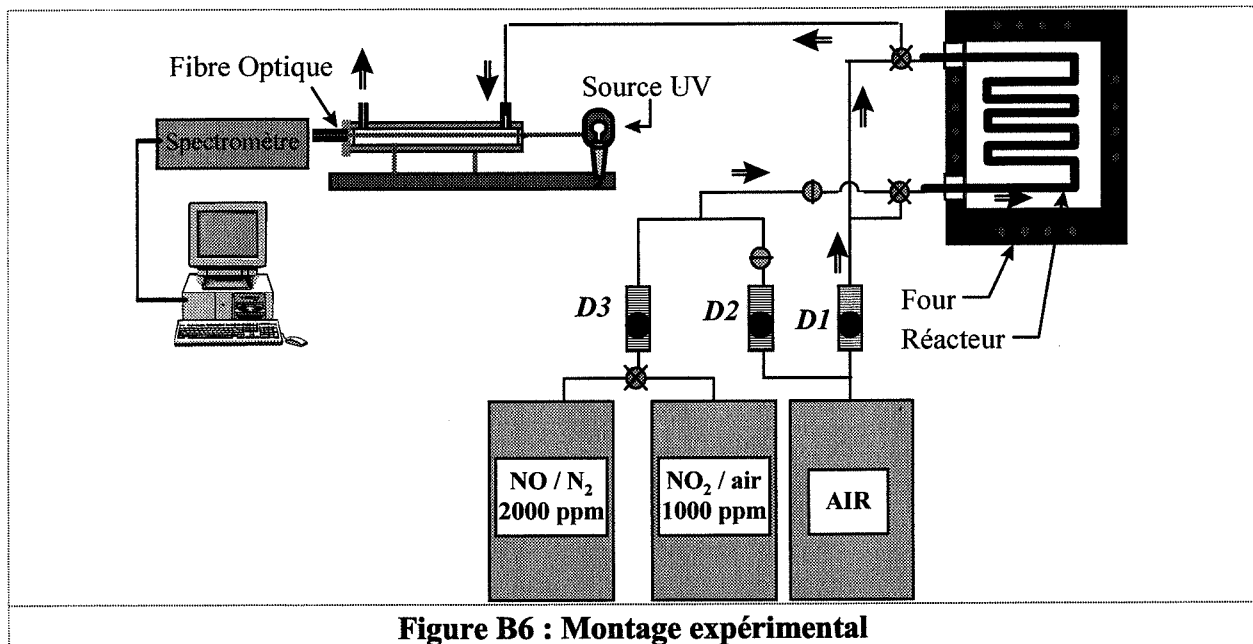 Fibre Optique
Source UV
Spectromètre
D3
D2
D1
Four
Réacteur
NO / N₂
2000 ppm
NO₂ / air
1000 ppm
AIR
Figure B6 : Montage expérimental